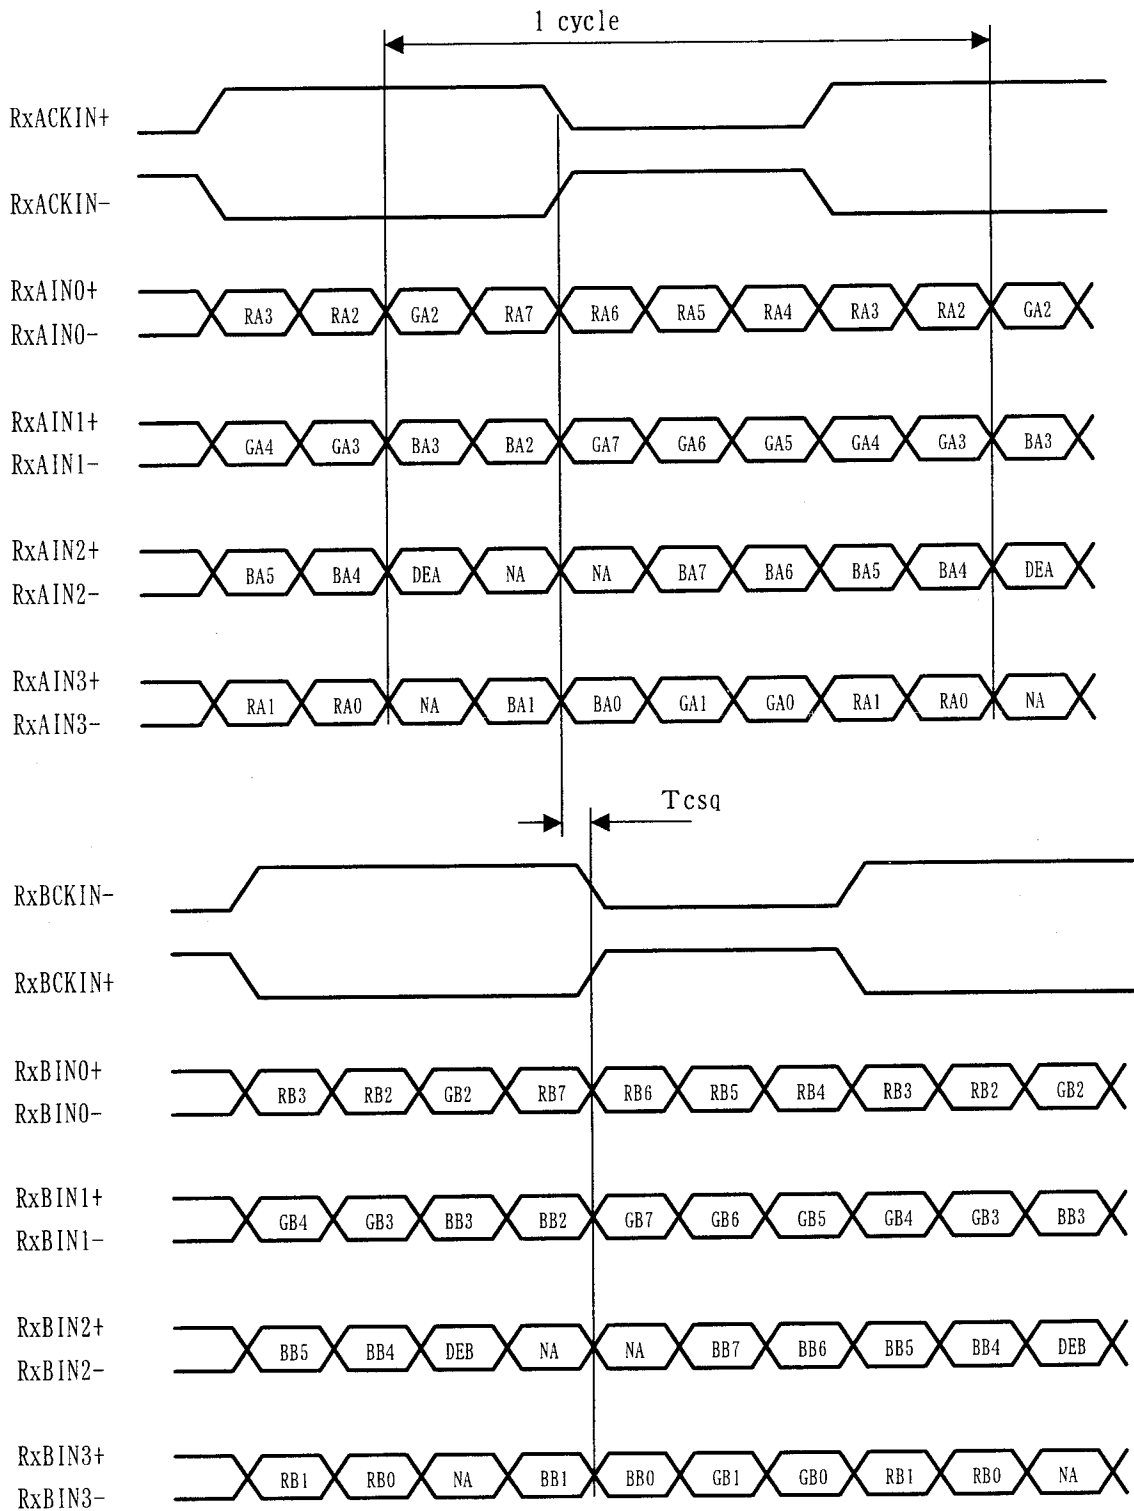 1 cycle
RxACKIN+
RxACKIN-
RxAIN0+
RA3 RA2 GA2 RA7 RA6 RA5 RA4 RA3 RA2 GA2
RxAIN0-
RxAIN1+
GA4 GA3 BA3 BA2 GA7 GA6 GA5 GA4 GA3 BA3
RxAIN1-
RxAIN2+
BA5 BA4 DEA NA NA BA7 BA6 BA5 BA4 DEA
RxAIN2-
RxAIN3+
RA1 RA0 NA BA1 BA0 GA1 GA0 RA1 RA0 NA
RxAIN3-
Tcsq
RxBCKIN-
RxBCKIN+
RxBIN0+
RB3 RB2 GB2 RB7 RB6 RB5 RB4 RB3 RB2 GB2
RxBIN0-
RxBIN1+
GB4 GB3 BB3 BB2 GB7 GB6 GB5 GB4 GB3 BB3
RxBIN1-
RxBIN2+
BB5 BB4 DEB NA NA BB7 BB6 BB5 BB4 DEB
RxBIN2-
RxBIN3+
RB1 RB0 NA BB1 BB0 GB1 GB0 RB1 RB0 NA
RxBIN3-